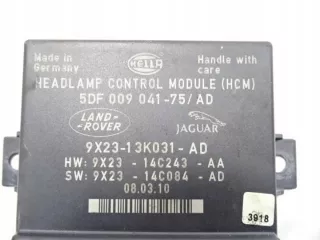 Made in Germany
HELLA
Handle with care
HEADLAMP CONTROL MODULE (HCM)
5DF 009 041-75/AD
LAND-
ROVER
JAGUAR
9X23-13K031-AD
HW: 9X23 - 14C243 - AA
SW: 9X23 - 14C084 - AD
08.03.10
3918